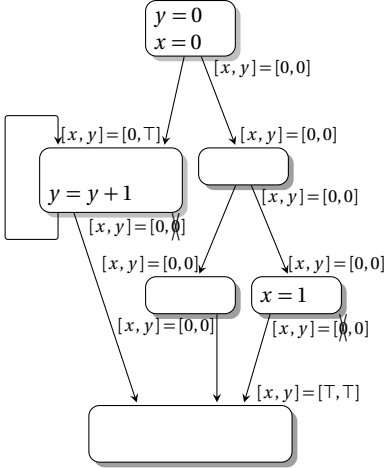 y = 0
x = 0
[x, y] = [0, 0]
[x, y] = [0, ⊤]
[x, y] = [0, 0]
y = y + 1
[x, y] = [0, 0]
[x, y] = [0, 0]
[x, y] = [0, 0]
[x, y] = [0, 0]
x = 1
[x, y] = [0, 0]
[x, y] = [0, 0]
[x, y] = [⊤, ⊤]